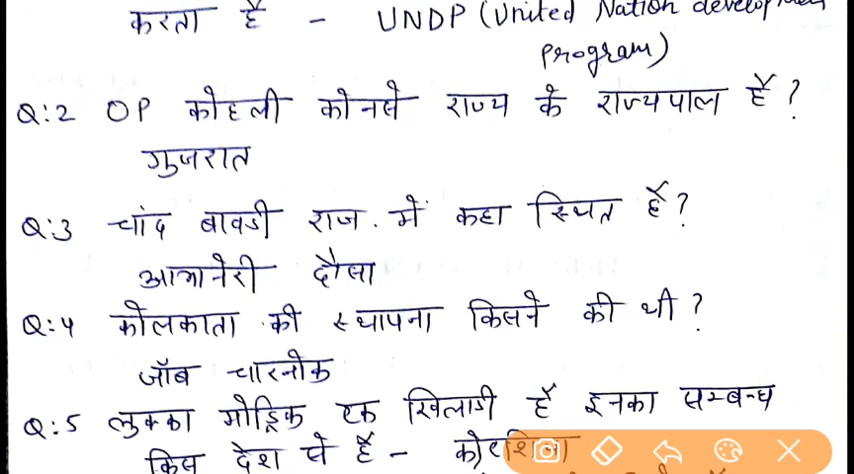 करता है - UNDP (United Nation development
program)
Q:2 OP कोहली कोनसे राज्य के राज्यपाल है ?
गुजरात
Q:3 चांद बावडी राज. में कहा स्थित है ?
आभानेरी दौसा
Q:4 कोलकाता की स्थापना किसने की थी ?
जॉब चारनोक
Q:5 लुक्का मोड्रिक एक खिलाडी है इनका सम्बन्ध
किस देश से है -